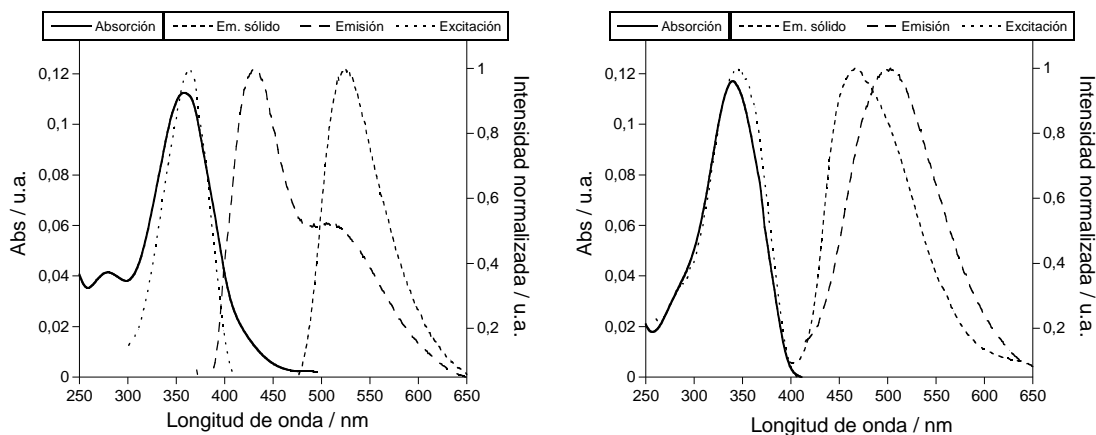 Absorción Em. sólido Emisión Excitación
0,12
0,1
0,08
0,06
0,04
0,02
0
Abs / u.a.
1
0,8
0,6
0,4
0,2
Intensidad normalizada / u.a.
250 300 350 400 450 500 550 600 650
Longitud de onda / nm
Absorción Em. sólido Emisión Excitación
0,12
0,1
0,08
0,06
0,04
0,02
0
Abs / u.a.
1
0,8
0,6
0,4
0,2
Intensidad normalizada / u.a.
250 300 350 400 450 500 550 600 650
Longitud de onda / nm